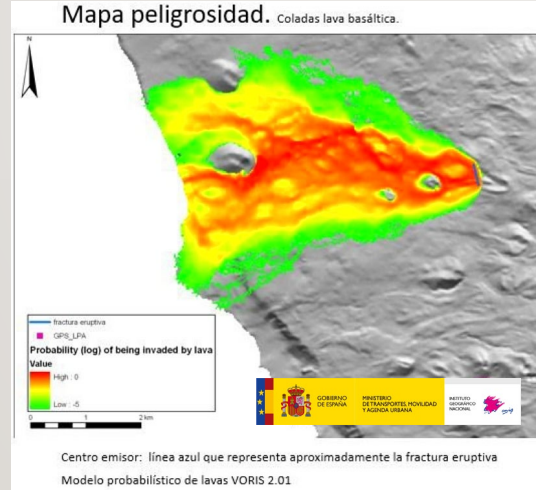 Mapa peligrosidad. Coladas lava basáltica.
N
fractura eruptiva
GPS_LPA
Probability (log) of being invaded by lava
Value
High : 0
Low : -5
0 1 2 km
GOBIERNO DE ESPAÑA
MINISTERIO DE TRANSPORTES, MOVILIDAD Y AGENDA URBANA
INSTITUTO GEOGRÁFICO NACIONAL
Centro emisor: línea azul que representa aproximadamente la fractura eruptiva
Modelo probabilístico de lavas VORIS 2.01